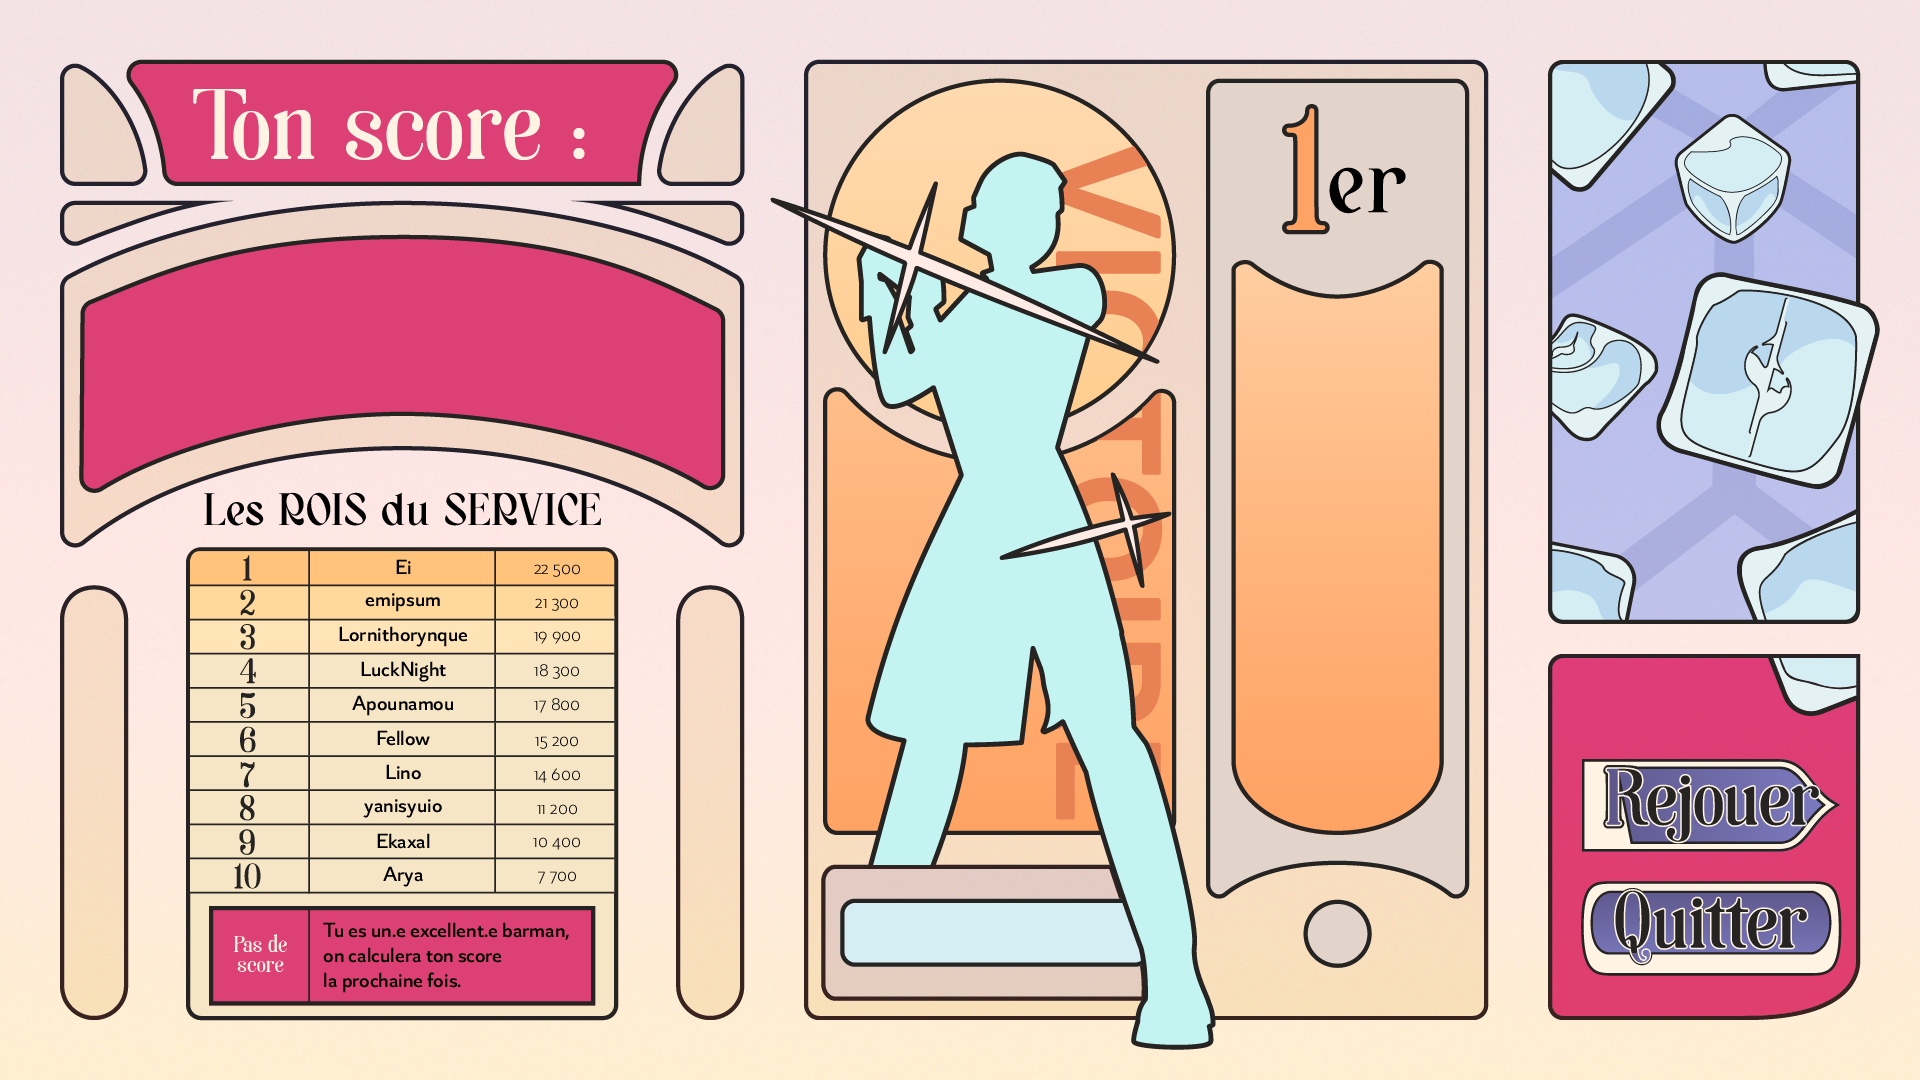 Ton score :
Les ROIS du SERVICE
1 Ei 22 500
2 emipsum 21 300
3 Lornithorynque 19 900
4 LuckNight 18 300
5 Apounamou 17 800
6 Fellow 15 200
7 Lino 14 600
8 yanisyuio 11 200
9 Ekaxal 10 400
10 Arya 7 700
Pas de
score
Tu es un.e excellent.e barman,
on calculera ton score
la prochaine fois.
VICTOIRE
1er
Rejouer
Quitter